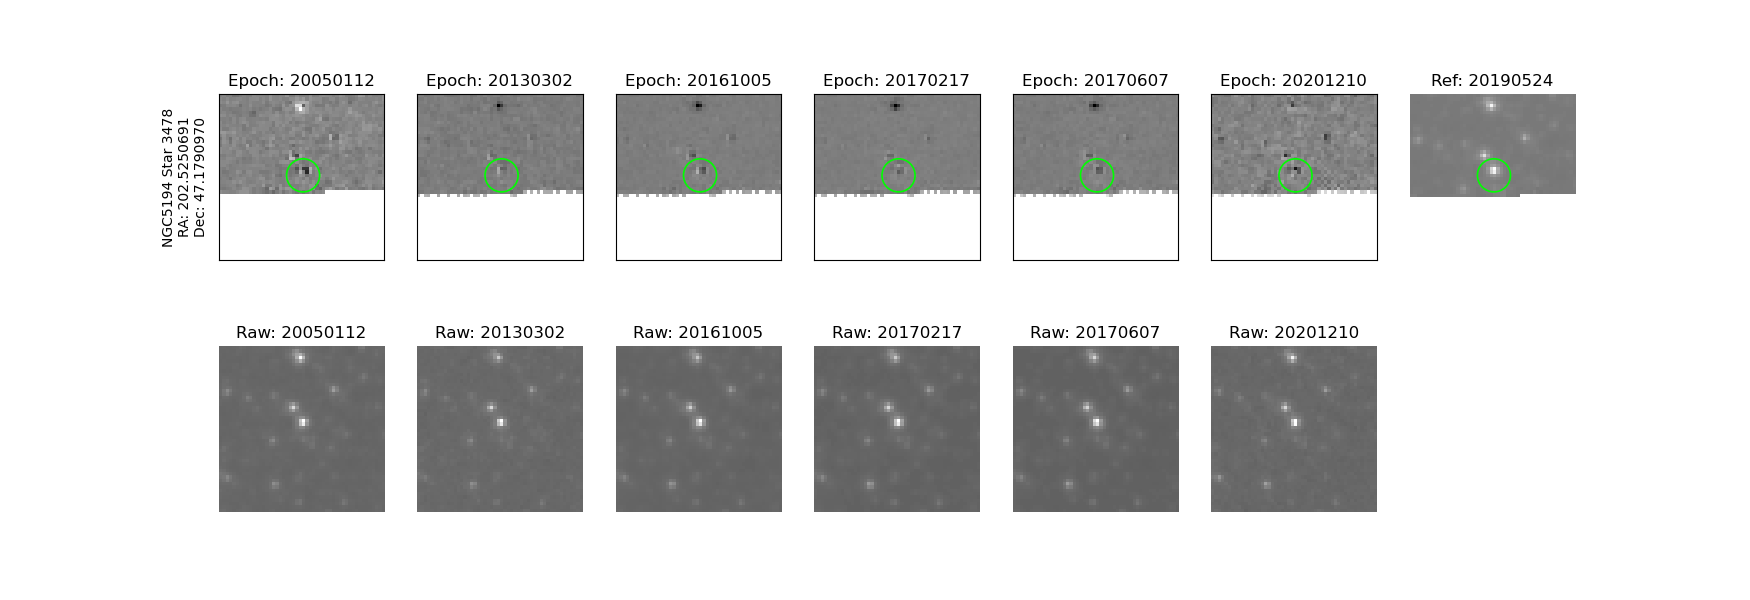 Epoch: 20050112
Epoch: 20130302
Epoch: 20161005
Epoch: 20170217
Epoch: 20170607
Epoch: 20201210
Ref: 20190524
NGC5194 Star 3478
RA: 202.5250691
Dec: 47.1790970
Raw: 20050112
Raw: 20130302
Raw: 20161005
Raw: 20170217
Raw: 20170607
Raw: 20201210